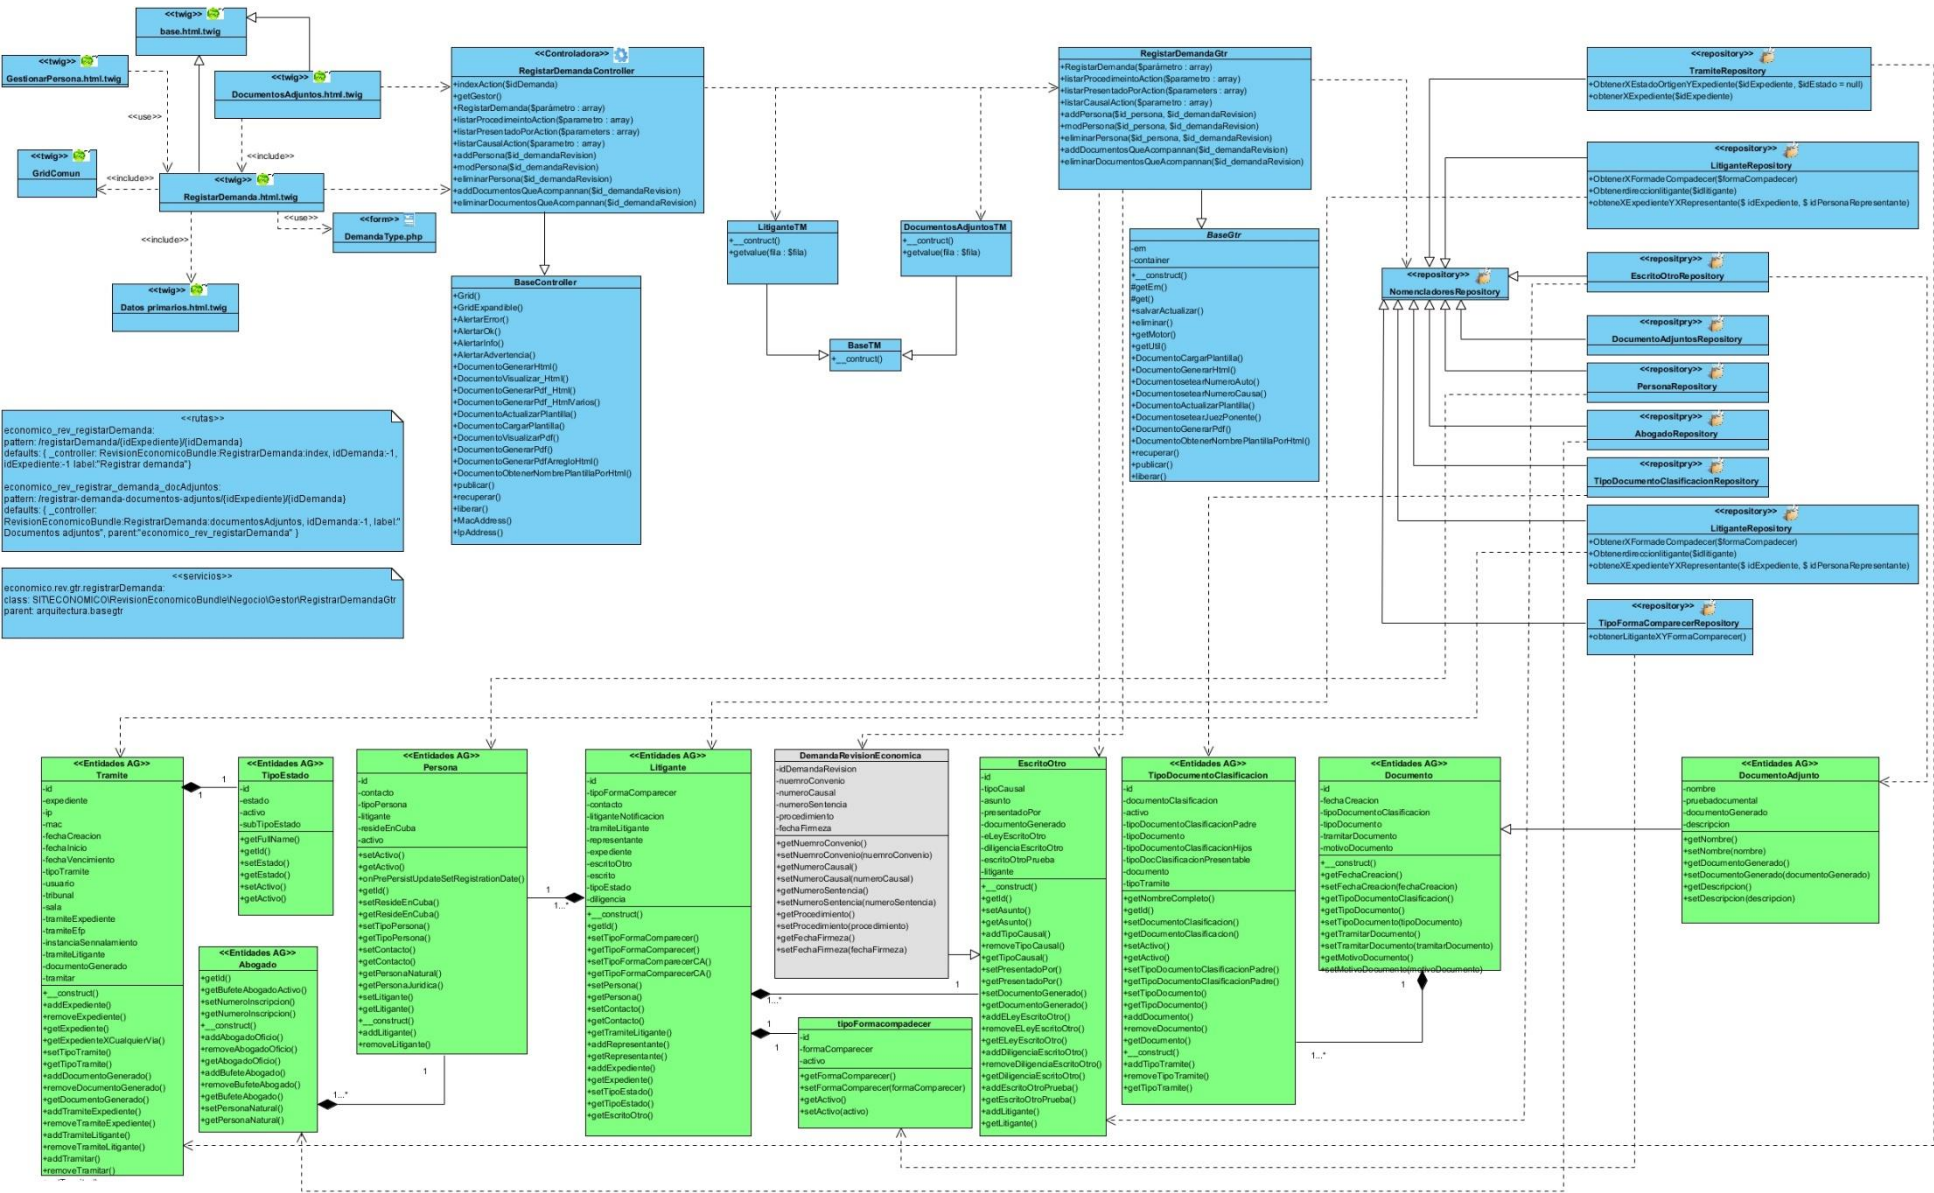 <<twig>>
base.html.twig
<<twig>>
GestionarPersona.html.twig
<<twig>>
DocumentosAdjuntos.html.twig
<<use>>
<<include>>
<<twig>>
GridComun
<<include>>
<<twig>>
RegistarDemanda.html.twig
<<use>>
<<form>>
DemandaType.php
<<include>>
<<twig>>
Datos primarios.html.twig
<<Controladora>>
RegistarDemandaController
+indexAction($idDemanda)
+getGestor()
+RegistarDemanda($parámetro : array)
+listarProcedimeintoAction($parametro : array)
+listarPresentadoPorAction($parameters : array)
+listarCausalAction($parametro : array)
+addPersona($id_demandaRevision)
+modPersona($id_demandaRevision)
+eliminarPersona($id_demandaRevision)
+addDocumentosQueAcompannan($id_demandaRevision)
+eliminarDocumentosQueAcompannan($id_demandaRevision)
BaseController
+Grid()
+GridExpandible()
+AlertarError()
+AlertarOk()
+AlertarInfo()
+AlertarAdvertencia()
+DocumentoGenerarHtml()
+DocumentoVisualizar_Html()
+DocumentoGenerarPdf_Html()
+DocumentoGenerarPdf_HtmlVarios()
+DocumentoActualizarPlantilla()
+DocumentoCargarPlantilla()
+DocumentoVisualizarPdf()
+DocumentoGenerarPdf()
+DocumentoGenerarPdfArregloHtml()
+DocumentoObtenerNombrePlantillaPorHtml()
+publicar()
+recuperar()
+liberar()
+MacAddress()
+IpAddress()
LitiganteTM
+__contruct()
+getvalue(fila : $fila)
DocumentosAdjuntosTM
+__contruct()
+getvalue(fila : $fila)
BaseTM
+__contruct()
RegistarDemandaGtr
+RegistarDemanda($parámetro : array)
+listarProcedimeintoAction($parametro : array)
+listarPresentadoPorAction($parameters : array)
+listarCausalAction($parámetro : array)
+addPersona($id_persona, $id_demandaRevision)
+modPersona($id_persona, $id_demandaRevision)
+eliminarPersona($id_persona, $id_demandaRevision)
+addDocumentosQueAcompannan($id_demandaRevision)
+eliminarDocumentosQueAcompannan($id_demandaRevision)
BaseGtr
-em
-container
+__construct()
#getEm()
#get()
+salvarActualizar()
+eliminar()
+getMotor()
+getUtil()
+DocumentoCargarPlantilla()
+DocumentoGenerarHtml()
+DocumentosetearNumeroAuto()
+DocumentosetearNumeroCausa()
+DocumentoActualizarPlantilla()
+DocumentosetearJuezPonente()
+DocumentoGenerarPdf()
+DocumentoObtenerNombrePlantillaPorHtml()
+recuperar()
+publicar()
+liberar()
<<repository>>
TramiteRepository
+ObtenerXEstadoOrtigenYExpediente($idExpediente, $idEstado = null)
+obtenerXExpediente($idExpediente)
<<repository>>
LitiganteRepository
+ObtenerXFormadeCompadecer($formaCompadecer)
+Obtenerdireccionlitigante($idlitigante)
+obteneXExpedienteYXRepresentante($ idExpediente, $ idPersonaRepresentante)
<<repositpry>>
EscritoOtroRepository
<<repository>>
NomencladoresRepository
<<repositpry>>
DocumentoAdjuntosRepository
<<repositpry>>
PersonaRepository
<<repositpry>>
AbogadoRepository
<<repositpry>>
TipoDocumentoClasificacionRepository
<<repository>>
LitiganteRepository
+ObtenerXFormadeCompadecer($formaCompadecer)
+Obtenerdireccionlitigante($idlitigante)
+obteneXExpedienteYXRepresentante($ idExpediente, $ idPersonaRepresentante)
<<repository>>
TipoFormaComparecerRepository
+obtenerLitiganteXYFormaComparecer()
<<rutas>>
economico_rev_registarDemanda:
pattern: /registarDemanda/{idExpediente}/{idDemanda}
defaults: { _controller: RevisionEconomicoBundle:RegistrarDemanda:index, idDemanda:-1,
idExpediente:-1 label:"Registrar demanda"}
economico_rev_registrar_demanda_docAdjuntos:
pattern: /registrar-demanda-documentos-adjuntos/{idExpediente}/{idDemanda}
defaults: { _controller:
RevisionEconomicoBundle:RegistrarDemanda:documentosAdjuntos, idDemanda:-1, label:"
Documentos adjuntos", parent:"economico_rev_registarDemanda" }
<<servicios>>
economico.rev.gtr.registrarDemanda:
class: SIT\ECONOMICO\RevisionEconomicoBundle\Negocio\Gestor\RegistrarDemandaGtr
parent: arquitectura.basegtr
<<Entidades AG>>
Tramite
-id
-expediente
-ip
-mac
-fechaCreacion
-fechaInicio
-fechaVencimiento
-tipoTramite
-usuario
-tribunal
-sala
-tramiteExpediente
-tramiteEfp
-instanciaSennalamiento
-tramiteLitigante
-documentoGenerado
-tramitar
+__construct()
+addExpediente()
+removeExpediente()
+getExpediente()
+getExpedienteXCualquierVia()
+setTipoTramite()
+getTipoTramite()
+addDocumentoGenerado()
+removeDocumentoGenerado()
+getDocumentoGenerado()
+addTramiteExpediente()
+removeTramiteExpediente()
+addTramiteLitigante()
+removeTramiteLitigante()
+addTramitar()
+removeTramitar()
1
1
<<Entidades AG>>
TipoEstado
-id
-estado
-activo
-subTipoEstado
+getFullName()
+getId()
+setEstado()
+getEstado()
+setActivo()
+getActivo()
<<Entidades AG>>
Abogado
+getId()
+getBufeteAbogadoActivo()
+setNumeroInscripcion()
+getNumeroInscripcion()
+__construct()
+addAbogadoOficio()
+removeAbogadoOficio()
+getAbogadoOficio()
+addBufeteAbogado()
+removeBufeteAbogado()
+getBufeteAbogado()
+setPersonaNatural()
+getPersonaNatural()
1...*
1
<<Entidades AG>>
Persona
-id
-contacto
-tipoPersona
-litigante
-resideEnCuba
-activo
+setActivo()
+getActivo()
+onPrePersistUpdateSetRegistrationDate()
+getId()
+setResideEnCuba()
+getResideEnCuba()
+setTipoPersona()
+getTipoPersona()
+setContacto()
+getContacto()
+getPersonaNatural()
+getPersonaJuridica()
+setLitigante()
+getLitigante()
+__construct()
+addLitigante()
+removeLitigante()
1
1...*
<<Entidades AG>>
Litigante
-id
-tipoFormaComparecer
-contacto
-litiganteNotificacion
-tramiteLitigante
-representante
-expediente
-escritoOtro
-escrito
-tipoEstado
-diligencia
+__construct()
+getId()
+setTipoFormaComparecer()
+getTipoFormaComparecer()
+setTipoFormaComparecerCA()
+getTipoFormaComparecerCA()
+setPersona()
+getPersona()
+setContacto()
+getContacto()
+getTramiteLitigante()
+addRepresentante()
+getRepresentante()
+addExpediente()
+getExpediente()
+setTipoEstado()
+getTipoEstado()
+getEscritoOtro()
DemandaRevisionEconomica
-idDemandaRevision
-nuemroConvenio
-numeroCausal
-numeroSentencia
-procedimiento
-fechaFirmeza
+getNuemroConvenio()
+setNuemroConvenio(nuemroConvenio)
+getNumeroCausal()
+setNumeroCausal(numeroCausal)
+getNumeroSentencia()
+setNumeroSentencia(numeroSentencia)
+getProcedimiento()
+setProcedimiento(procedimiento)
+getFechaFirmeza()
+setFechaFirmeza(fechaFirmeza)
1
1...*
1
1
tipoFormacompadecer
-id
-formaComparecer
-activo
+getFormaComparecer()
+setFormaComparecer(formaComparecer)
+getActivo()
+setActivo(activo)
<<Entidades AG>>
EscritoOtro
-id
-tipoCausal
-asunto
-presentadoPor
-documentoGenerado
-eLeyEscritoOtro
-diligenciaEscritoOtro
-escritoOtroPrueba
-litigante
+__construct()
+getId()
+setAsunto()
+getAsunto()
+addTipoCausal()
+removeTipoCausal()
+getTipoCausal()
+setPresentadoPor()
+getPresentadoPor()
+setDocumentoGenerado()
+getDocumentoGenerado()
+addELeyEscritoOtro()
+removeELeyEscritoOtro()
+getELeyEscritoOtro()
+addDiligenciaEscritoOtro()
+removeDiligenciaEscritoOtro()
+getDiligenciaEscritoOtro()
+addEscritoOtroPrueba()
+getEscritoOtroPrueba()
+addLitigante()
+getLitigante()
<<Entidades AG>>
TipoDocumentoClasificacion
-id
-documentoClasificacion
-activo
-tipoDocumentoClasificacionPadre
-tipoDocumento
-tipoDocumentoClasificacionHijos
-tipoDocClasificacionPresentable
-documento
-tipoTramite
+getNombreCompleto()
+getId()
+setDocumentoClasificacion()
+getDocumentoClasificacion()
+setActivo()
+getActivo()
+setTipoDocumentoClasificacionPadre()
+getTipoDocumentoClasificacionPadre()
+setTipoDocumento()
+getTipoDocumento()
+addDocumento()
+removeDocumento()
+getDocumento()
+__construct()
+addTipoTramite()
+removeTipoTramite()
+getTipoTramite()
<<Entidades AG>>
Documento
-id
-fechaCreacion
-tipoDocumentoClasificacion
-tipoDocumento
-tramitarDocumento
-motivoDocumento
+__construct()
+getFechaCreacion()
+setFechaCreacion(fechaCreacion)
+getTipoDocumentoClasificacion()
+getTipoDocumento()
+setTipoDocumento(tipoDocumento)
+getTramitarDocumento()
+setTramitarDocumento(tramitarDocumento)
+getMotivoDocumento()
+setMotivoDocumento(motivoDocumento)
1
1...*
<<Entidades AG>>
DocumentoAdjunto
-nombre
-pruebadocumental
-documentoGenerado
-descripcion
+getNombre()
+setNombre(nombre)
+getDocumentoGenerado()
+setDocumentoGenerado(documentoGenerado)
+getDescripcion()
+setDescripcion(descripcion)